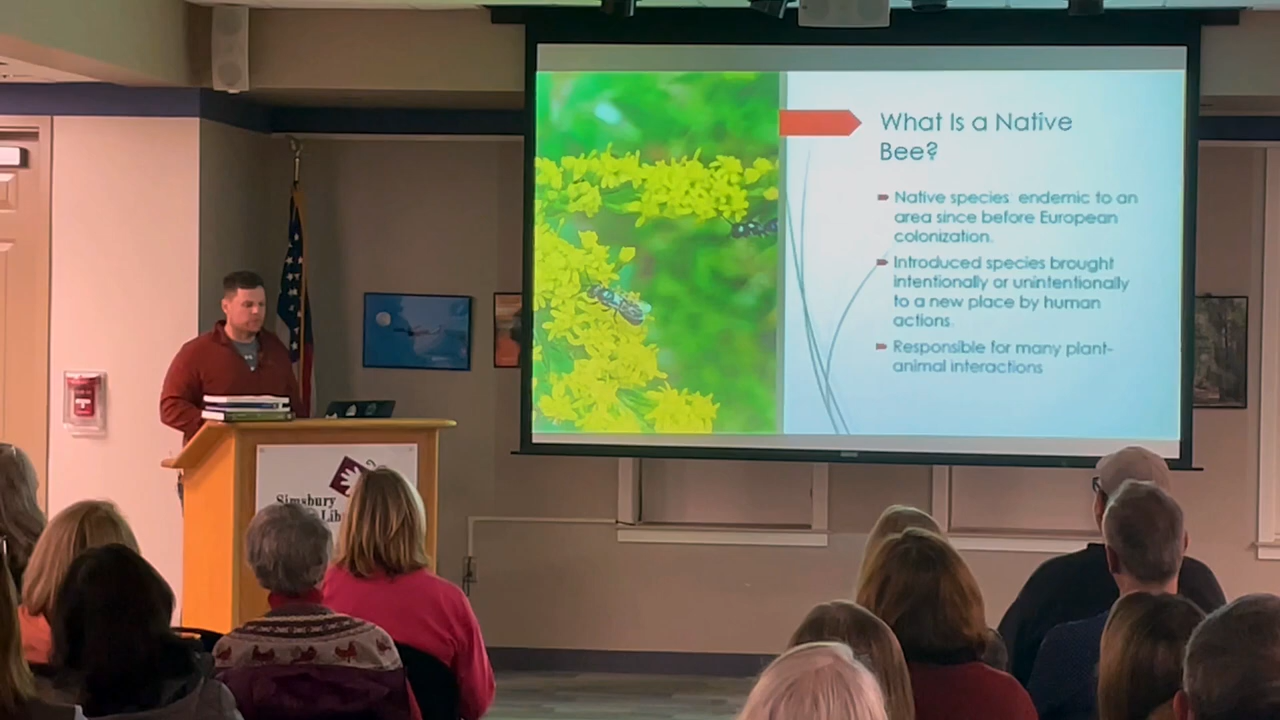 What Is a Native
Bee?
Native species endemic to an
area since before European
colonization.
Introduced species brought
intentionally or unintentionally
to a new place by human
actions.
Responsible for many plant-
animal interactions
Simsbury
Lib